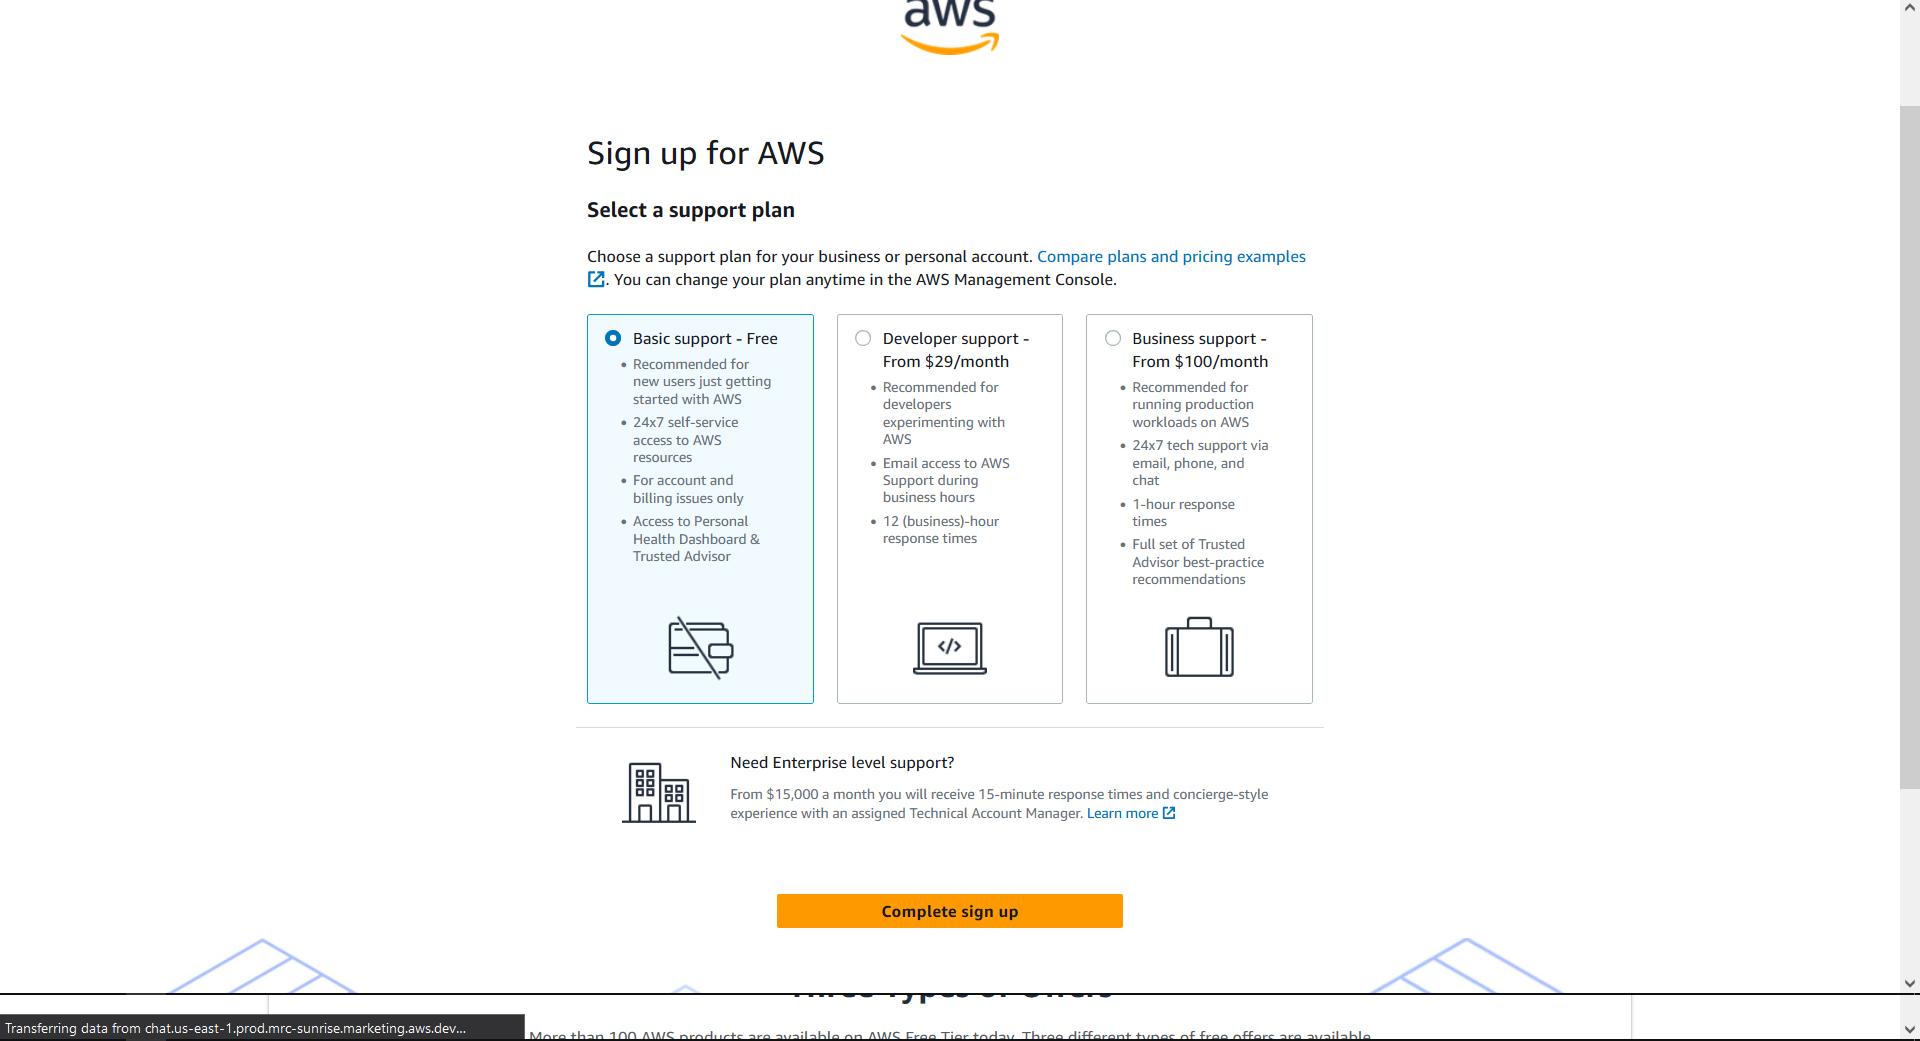 aws
Sign up for AWS
Select a support plan
Choose a support plan for your business or personal account. Compare plans and pricing examples
. You can change your plan anytime in the AWS Management Console.
Basic support - Free
• Recommended for
new users just getting
started with AWS
• 24x7 self-service
access to AWS
resources
• For account and
billing issues only
• Access to Personal
Health Dashboard &
Trusted Advisor
Developer support -
From $29/month
• Recommended for
developers
experimenting with
AWS
• Email access to AWS
Support during
business hours
• 12 (business)-hour
response times
</>
Business support -
From $100/month
• Recommended for
running production
workloads on AWS
• 24x7 tech support via
email, phone, and
chat
• 1-hour response
times
• Full set of Trusted
Advisor best-practice
recommendations
Need Enterprise level support?
From $15,000 a month you will receive 15-minute response times and concierge-style
experience with an assigned Technical Account Manager. Learn more
Complete sign up
Three Types of Offers
Transferring data from chat.us-east-1.prod.mrc-sunrise.marketing.aws.dev...
More than 100 AWS products are available on AWS Free Tier today. Three different types of free offers are available